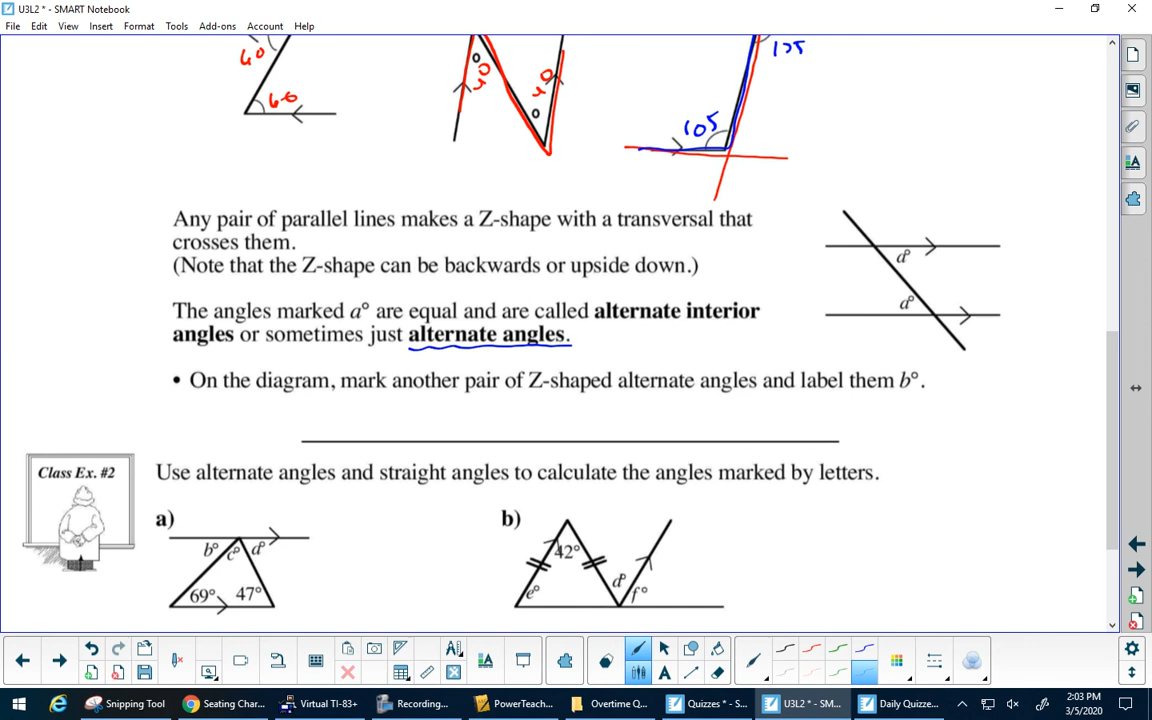 U3L2 * - SMART Notebook
File Edit View Insert Format Tools Add-ons Account Help
60
60
40
40
105
Any pair of parallel lines makes a Z-shape with a transversal that
crosses them.
(Note that the Z-shape can be backwards or upside down.)
a°
a°
The angles marked a° are equal and are called alternate interior
angles or sometimes just alternate angles.
• On the diagram, mark another pair of Z-shaped alternate angles and label them b°.
Class Ex. #2
Use alternate angles and straight angles to calculate the angles marked by letters.
a)
b° c° d°
69° 47°
b)
42°
e° d° f°
Snipping Tool
Seating Char...
Virtual TI-83+
Recording...
PowerTeach...
Overtime Q...
Quizzes * - S...
U3L2 * - SM...
Daily Quizze...
2:03 PM
3/5/2020